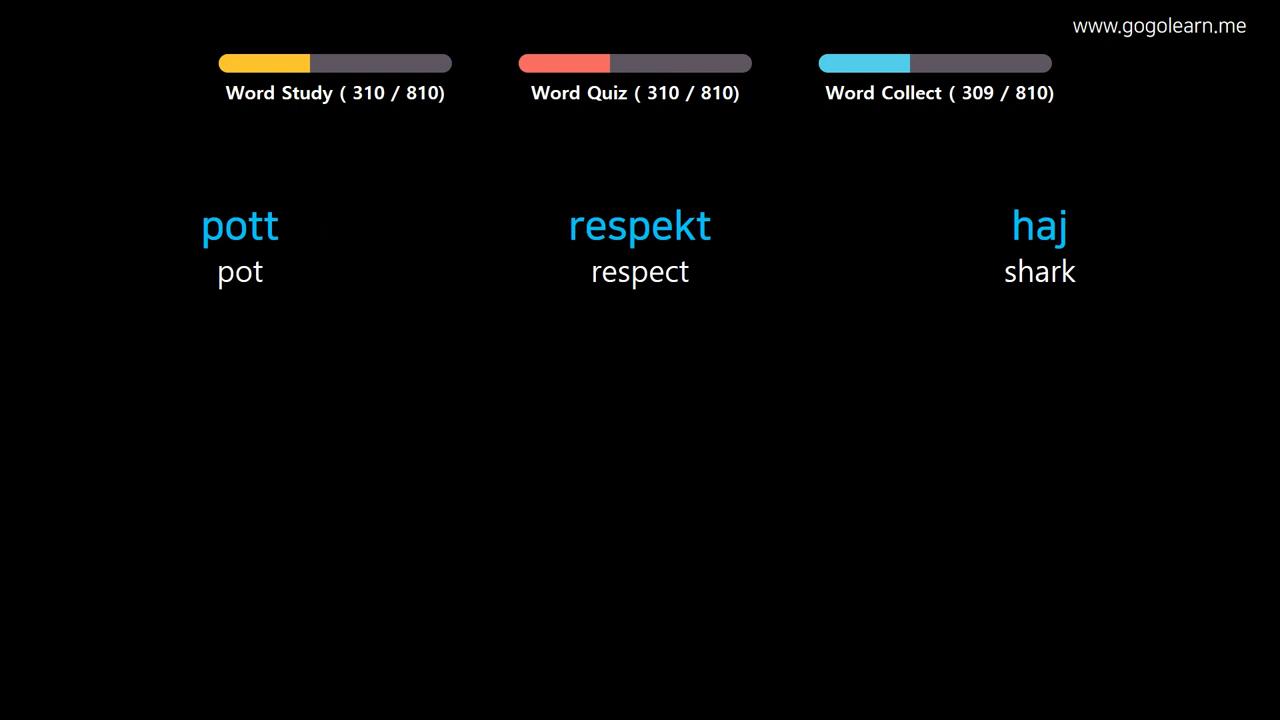 www.gogolearn.me
Word Study ( 310 / 810)
Word Quiz ( 310 / 810)
Word Collect ( 309 / 810)
pott
respekt
haj
pot
respect
shark